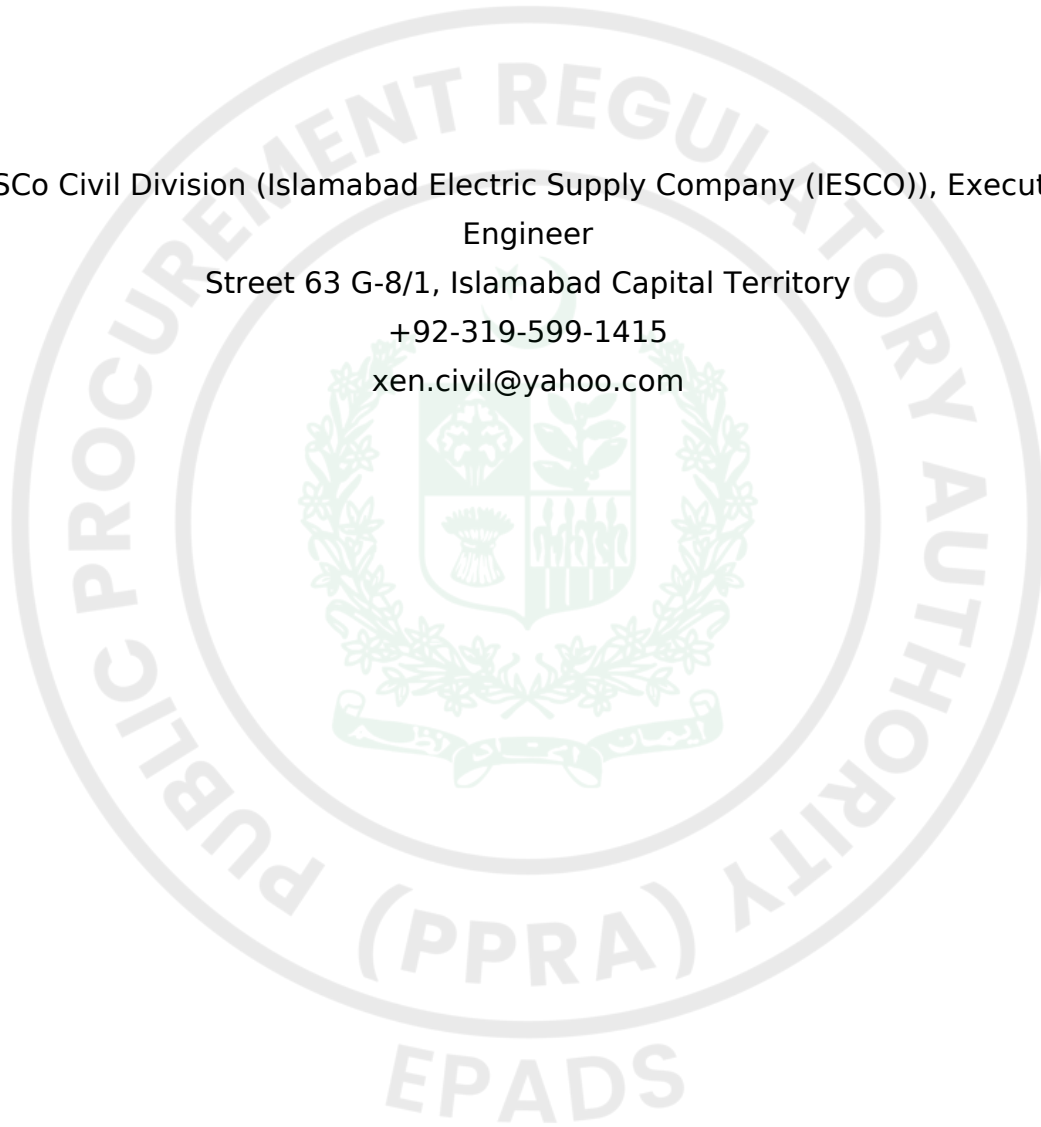 SCo Civil Division (Islamabad Electric Supply Company (IESCO)), Execut
Engineer
Street 63 G-8/1, Islamabad Capital Territory
+92-319-599-1415
xen.civil@yahoo.com
PUBLIC PROCUREMENT REGULATORY AUTHORITY
(PPRA)
EPADS